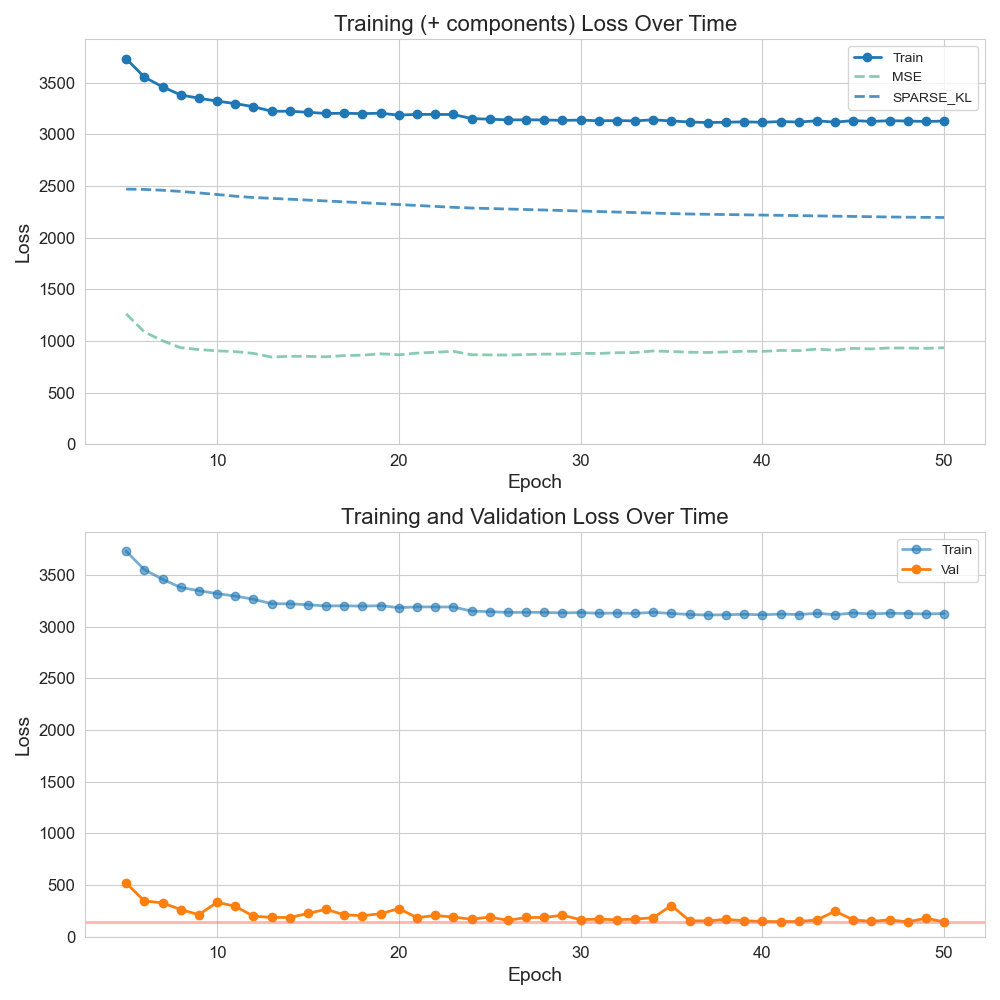 Training (+ components) Loss Over Time
Train
MSE
SPARSE_KL
3500
3000
2500
2000
1500
1000
500
0
Loss
10 20 30 40 50
Epoch
Training and Validation Loss Over Time
Train
Val
3500
3000
2500
2000
1500
1000
500
0
Loss
10 20 30 40 50
Epoch